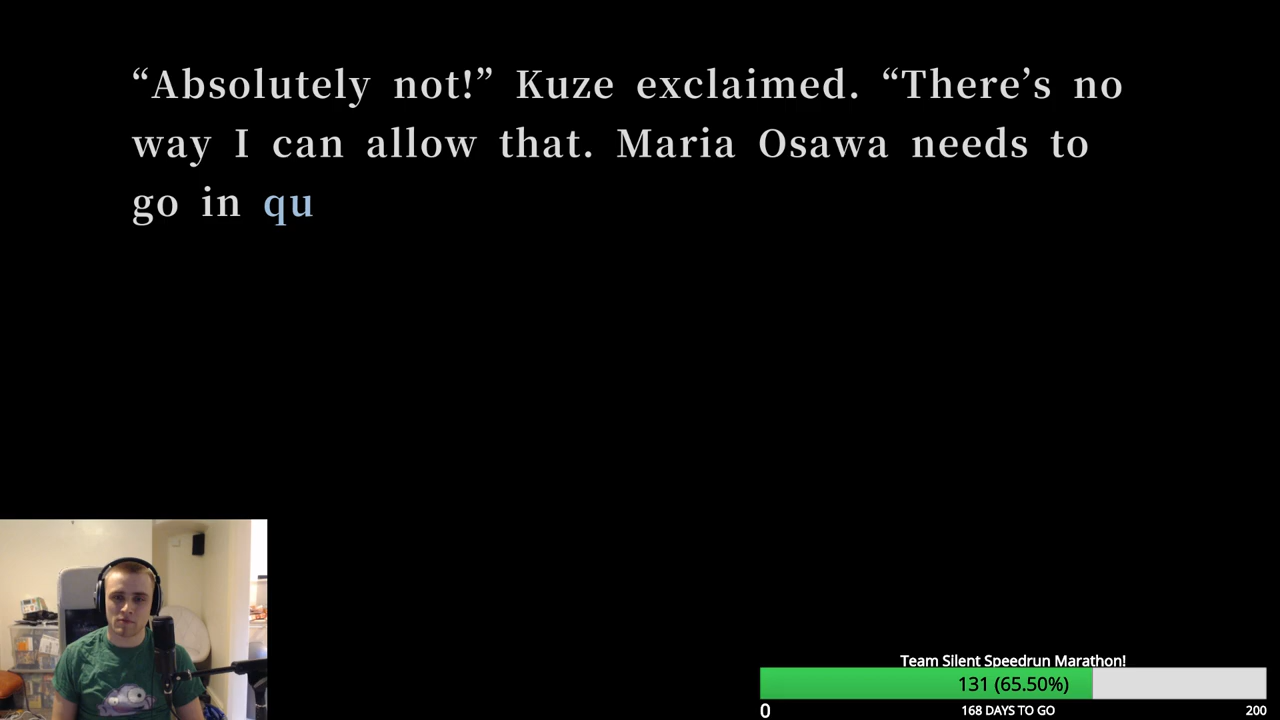 “Absolutely not!” Kuze exclaimed. “There’s no
way I can allow that. Maria Osawa needs to
go in qu
Team Silent Speedrun Marathon!
131 (65.50%)
0
168 DAYS TO GO
200